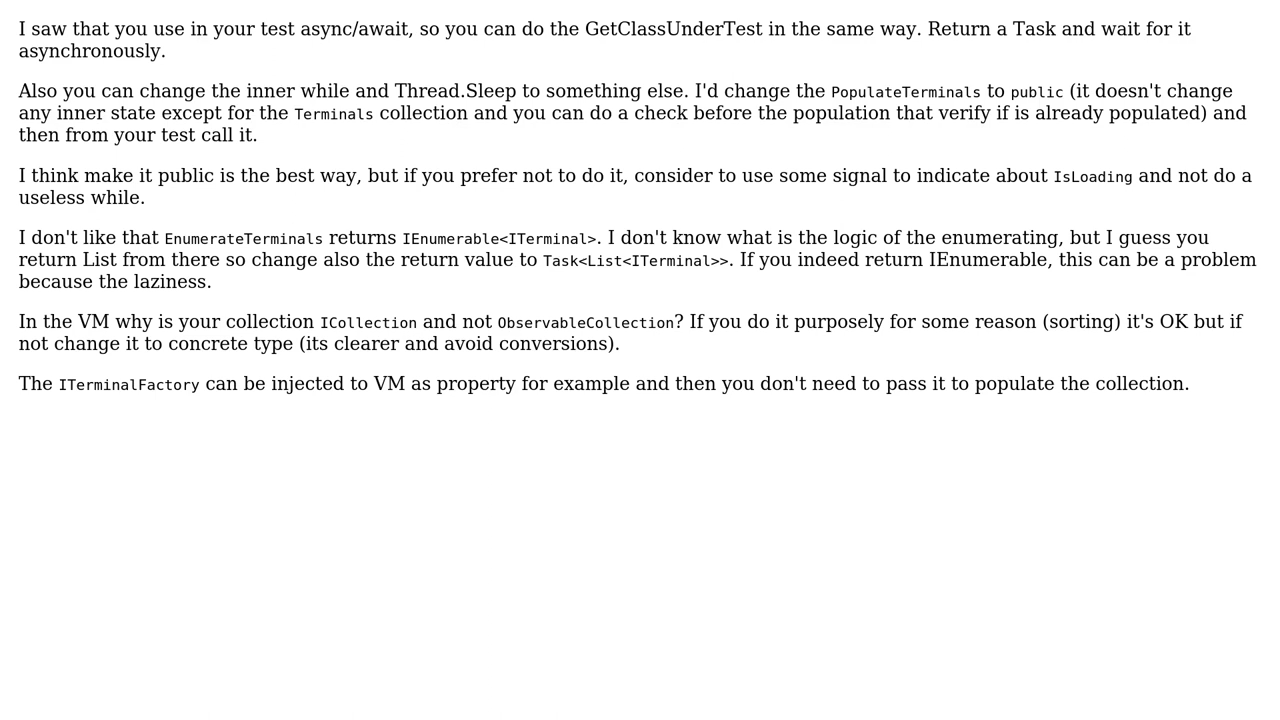 I saw that you use in your test async/await, so you can do the GetClassUnderTest in the same way. Return a Task and wait for it
asynchronously.
Also you can change the inner while and Thread.Sleep to something else. I'd change the PopulateTerminals to public (it doesn't change
any inner state except for the Terminals collection and you can do a check before the population that verify if is already populated) and
then from your test call it.
I think make it public is the best way, but if you prefer not to do it, consider to use some signal to indicate about IsLoading and not do a
useless while.
I don't like that EnumerateTerminals returns IEnumerable<ITerminal>. I don't know what is the logic of the enumerating, but I guess you
return List from there so change also the return value to Task<List<ITerminal>>. If you indeed return IEnumerable, this can be a problem
because the laziness.
In the VM why is your collection ICollection and not ObservableCollection? If you do it purposely for some reason (sorting) it's OK but if
not change it to concrete type (its clearer and avoid conversions).
The ITerminalFactory can be injected to VM as property for example and then you don't need to pass it to populate the collection.